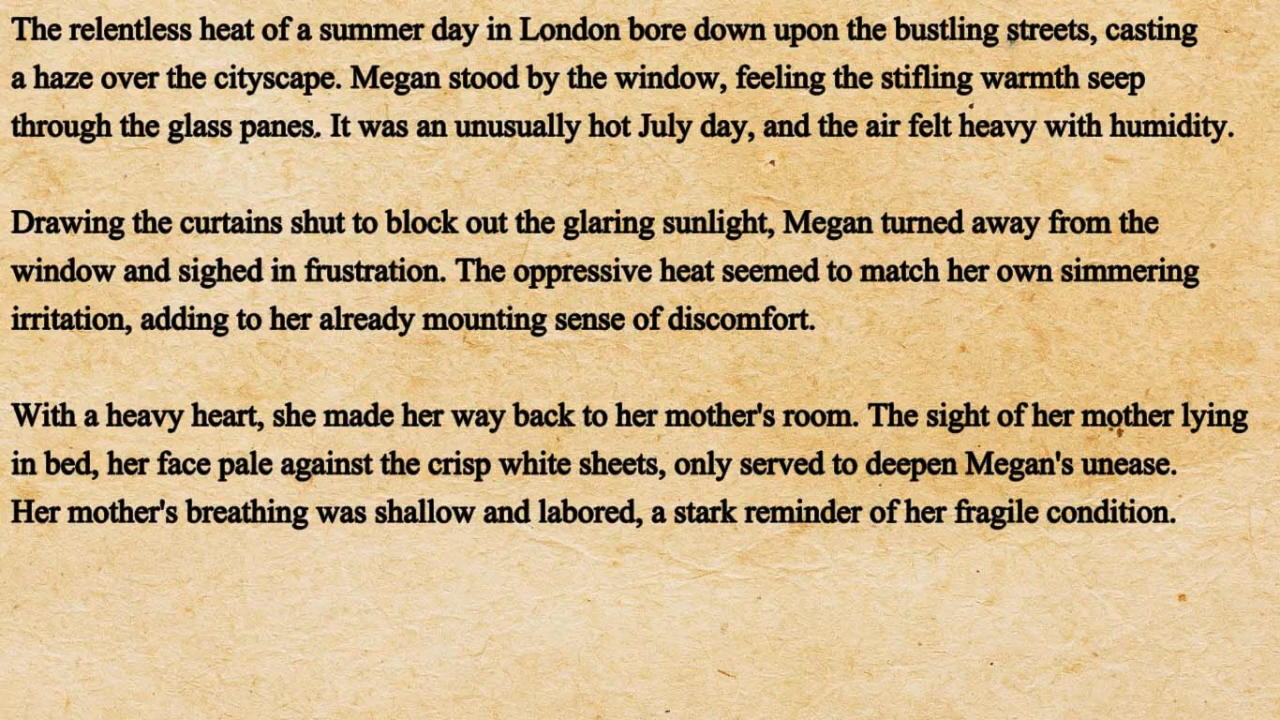 The relentless heat of a summer day in London bore down upon the bustling streets, casting
a haze over the cityscape. Megan stood by the window, feeling the stifling warmth seep
through the glass panes. It was an unusually hot July day, and the air felt heavy with humidity.
Drawing the curtains shut to block out the glaring sunlight, Megan turned away from the
window and sighed in frustration. The oppressive heat seemed to match her own simmering
irritation, adding to her already mounting sense of discomfort.
With a heavy heart, she made her way back to her mother's room. The sight of her mother lying
in bed, her face pale against the crisp white sheets, only served to deepen Megan's unease.
Her mother's breathing was shallow and labored, a stark reminder of her fragile condition.